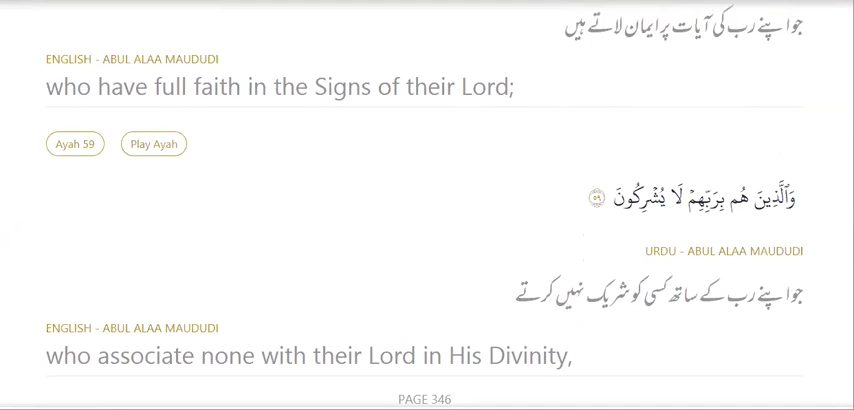 جو اپنے رب کی آیات پر ایمان لاتے ہیں
ENGLISH - ABUL ALAA MAUDUDI
who have full faith in the Signs of their Lord;
Ayah 59 Play Ayah
وَٱلَّذِينَ هُم بِرَبِّهِمْ لَا يُشْرِكُونَ ٥٩
URDU - ABUL ALAA MAUDUDI
جو اپنے رب کے ساتھ کسی کو شریک نہیں کرتے
ENGLISH - ABUL ALAA MAUDUDI
who associate none with their Lord in His Divinity,
PAGE 346